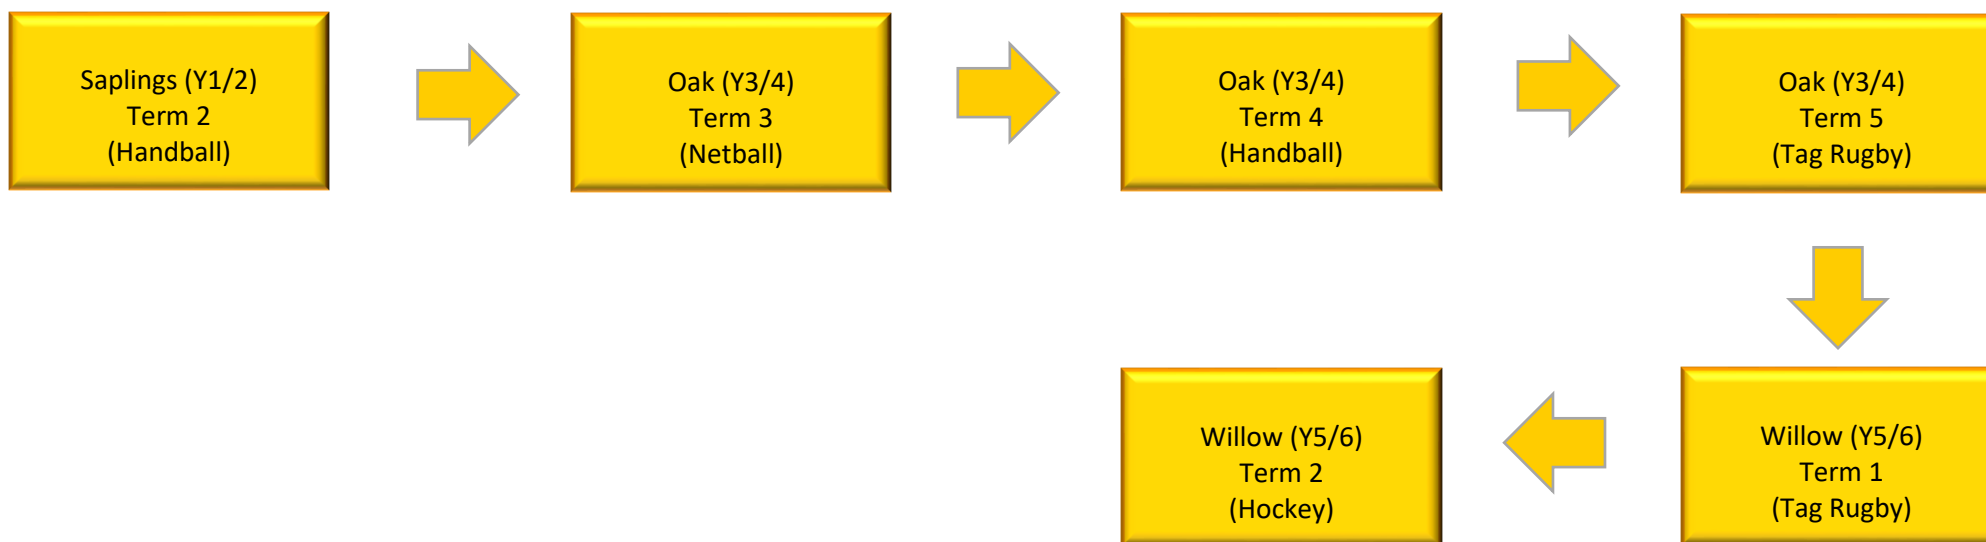 Saplings (Y1/2)
Term 2
(Handball)
Oak (Y3/4)
Term 3
(Netball)
Oak (Y3/4)
Term 4
(Handball)
Oak (Y3/4)
Term 5
(Tag Rugby)
Willow (Y5/6)
Term 1
(Tag Rugby)
Willow (Y5/6)
Term 2
(Hockey)